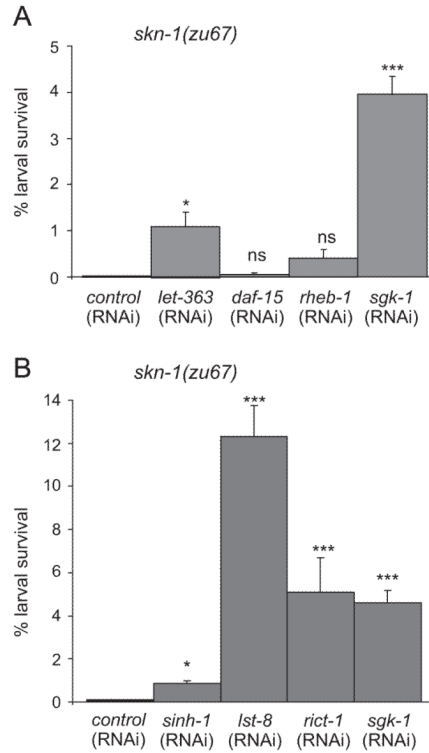 A
skn-1(zu67)
% larval survival
5
4
3
2
1
0
*
ns
ns
***
control let-363 daf-15 rheb-1 sgk-1
(RNAi) (RNAi) (RNAi) (RNAi) (RNAi)
B
skn-1(zu67)
% larval survival
14
12
10
8
6
4
2
0
*
***
***
***
control sinh-1 lst-8 rict-1 sgk-1
(RNAi) (RNAi) (RNAi) (RNAi) (RNAi)